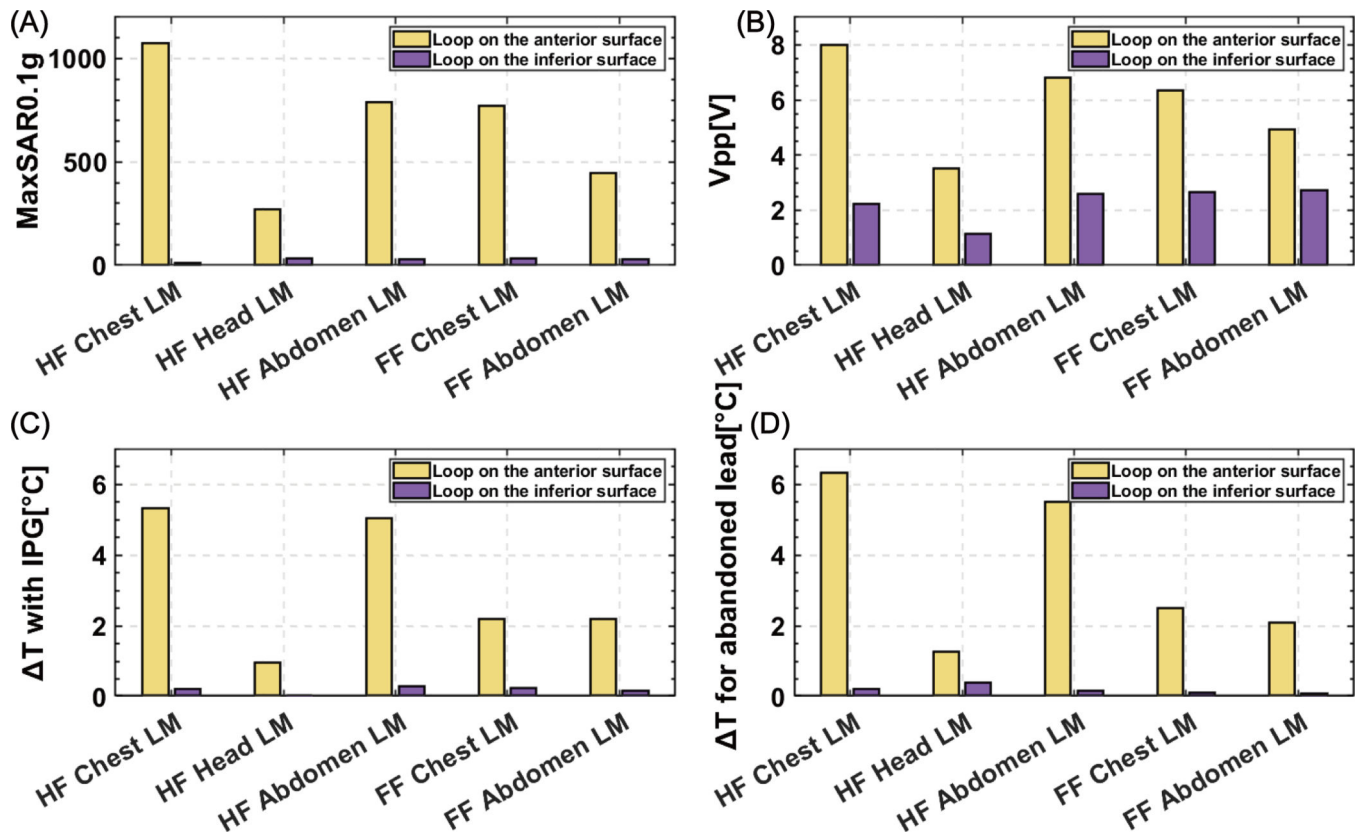 (A)
MaxSAR0.1g
1000
500
0
Loop on the anterior surface
Loop on the inferior surface
HF Chest LM
HF Head LM
HF Abdomen LM
FF Chest LM
FF Abdomen LM
(B)
Vpp[V]
8
6
4
2
0
Loop on the anterior surface
Loop on the inferior surface
HF Chest LM
HF Head LM
HF Abdomen LM
FF Chest LM
FF Abdomen LM
(C)
ΔT with IPG[°C]
6
4
2
0
Loop on the anterior surface
Loop on the inferior surface
HF Chest LM
HF Head LM
HF Abdomen LM
FF Chest LM
FF Abdomen LM
(D)
ΔT for abandoned lead[°C]
6
4
2
0
Loop on the anterior surface
Loop on the inferior surface
HF Chest LM
HF Head LM
HF Abdomen LM
FF Chest LM
FF Abdomen LM